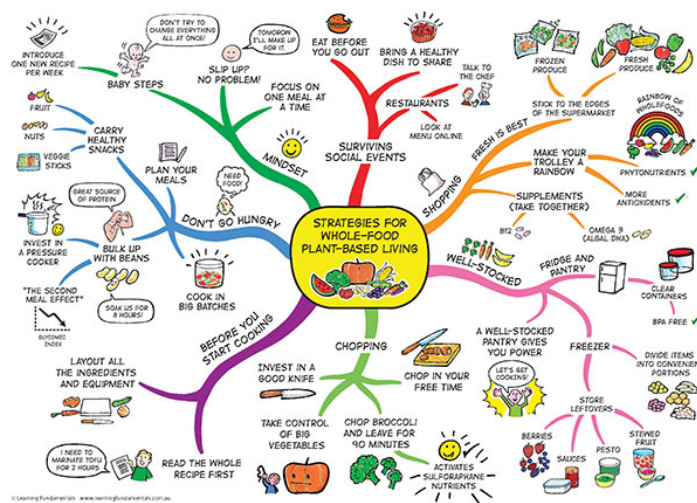 STRATEGIES FOR
WHOLE-FOOD
PLANT-BASED LIVING
MINDSET
BABY STEPS
DON'T TRY TO
CHANGE EVERYTHING
ALL AT ONCE!
INTRODUCE
ONE NEW RECIPE
PER WEEK
SLIP UP?
NO PROBLEM!
TOMORROW
I'LL MAKE UP
FOR IT.
FOCUS ON
ONE MEAL AT
A TIME
SURVIVING
SOCIAL EVENTS
EAT BEFORE
YOU GO OUT
BRING A HEALTHY
DISH TO SHARE
RESTAURANTS
TALK TO
THE CHEF
LOOK AT
MENU ONLINE
SHOPPING
FRESH IS BEST
STICK TO THE EDGES
OF THE SUPERMARKET
FROZEN
PRODUCE
FRESH
PRODUCE
MAKE YOUR
TROLLEY A
RAINBOW
RAINBOW OF
WHOLEFOODS
PHYTONUTRIENTS
MORE
ANTIOXIDENTS
SUPPLEMENTS
(TAKE TOGETHER)
B12
OMEGA 3
(ALGAL DHA)
WELL-STOCKED
FRIDGE AND
PANTRY
CLEAR
CONTAINERS
BPA FREE
A WELL-STOCKED
PANTRY GIVES
YOU POWER
LET'S GET
COOKING!
FREEZER
DIVIDE ITEMS
INTO CONVENIEN
PORTIONS
STORE
LEFTOVERS
BERRIES
SAUCES
PESTO
STEWED
FRUIT
CHOPPING
INVEST IN A
GOOD KNIFE
CHOP IN YOUR
FREE TIME
TAKE CONTROL
OF BIG
VEGETABLES
CHOP BROCCOLI
AND LEAVE FOR
90 MINUTES
ACTIVATES
SULFORAPHANE
NUTRIENTS
BEFORE YOU
START COOKING
LAYOUT ALL
THE INGREDIENTS
AND EQUIPMENT
READ THE WHOLE
RECIPE FIRST
I NEED TO
MARINATE TOFU
FOR 2 HOURS
DON'T GO HUNGRY
NEED
FOOD!
PLAN YOUR
MEALS
CARRY
HEALTHY
SNACKS
FRUIT
NUTS
VEGGIE
STICKS
BULK UP
WITH BEANS
GREAT SOURCE
OF PROTEIN
INVEST IN
A PRESSURE
COOKER
"THE SECOND
MEAL EFFECT"
GLYCEMIC
INDEX
SOAK US FOR
8 HOURS!
COOK IN
BIG BATCHES
© Learning Fundamentals www.learningfundamentals.com.au